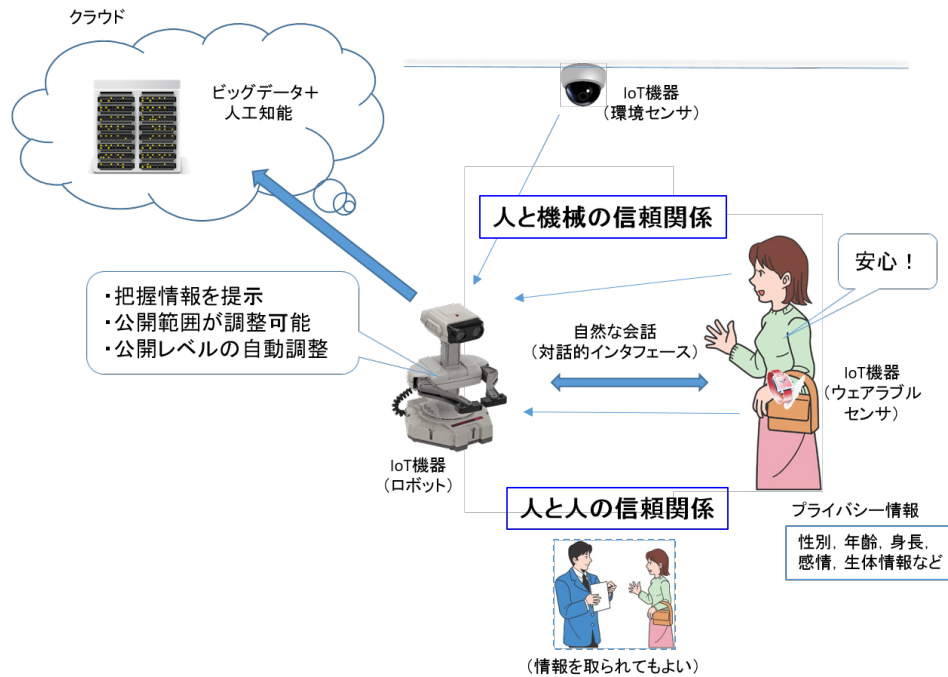 クラウド
ビッグデータ＋
人工知能
IoT機器
（環境センサ）
人と機械の信頼関係
安心！
・把握情報を提示
・公開範囲が調整可能
・公開レベルの自動調整
自然な会話
（対話的インタフェース）
IoT機器
（ウェアラブル
センサ）
IoT機器
（ロボット）
人と人の信頼関係
プライバシー情報
性別，年齢，身長，
感情，生体情報など
（情報を取られてもよい）